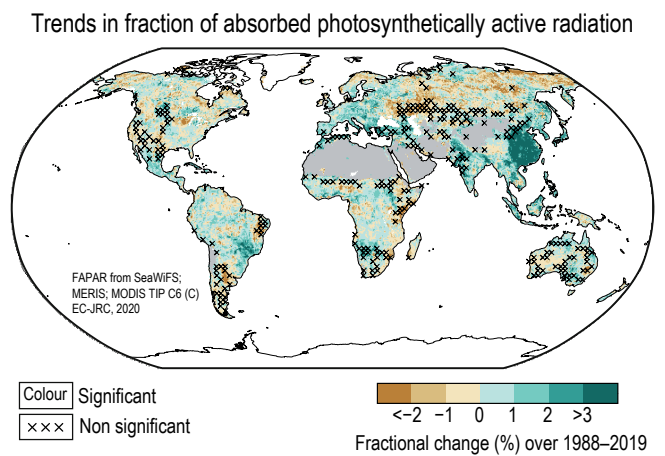 Trends in fraction of absorbed photosynthetically active radiation
FAPAR from SeaWiFS;
MERIS; MODIS TIP C6 (C)
EC-JRC, 2020
Colour Significant
××× Non significant
<−2 −1 0 1 2 >3
Fractional change (%) over 1988–2019